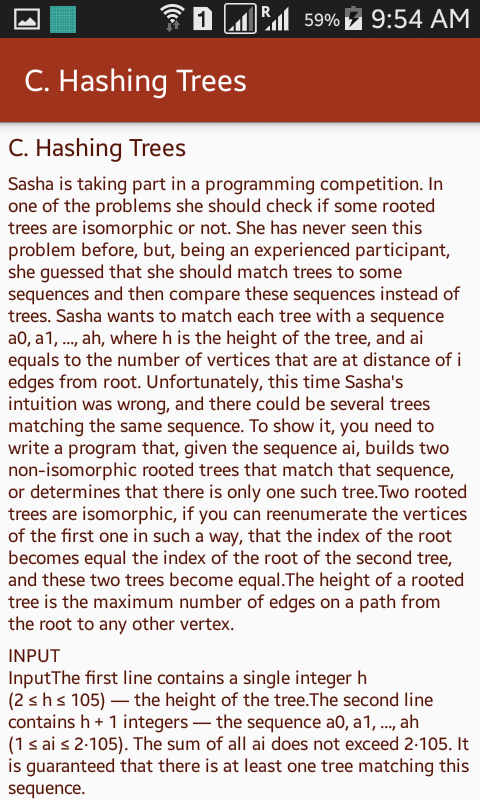 1 R 59% 9:54 AM
C. Hashing Trees
C. Hashing Trees
Sasha is taking part in a programming competition. In
one of the problems she should check if some rooted
trees are isomorphic or not. She has never seen this
problem before, but, being an experienced participant,
she guessed that she should match trees to some
sequences and then compare these sequences instead of
trees. Sasha wants to match each tree with a sequence
a0, a1, ..., ah, where h is the height of the tree, and ai
equals to the number of vertices that are at distance of i
edges from root. Unfortunately, this time Sasha's
intuition was wrong, and there could be several trees
matching the same sequence. To show it, you need to
write a program that, given the sequence ai, builds two
non-isomorphic rooted trees that match that sequence,
or determines that there is only one such tree.Two rooted
trees are isomorphic, if you can reenumerate the vertices
of the first one in such a way, that the index of the root
becomes equal the index of the root of the second tree,
and these two trees become equal.The height of a rooted
tree is the maximum number of edges on a path from
the root to any other vertex.
INPUT
InputThe first line contains a single integer h
(2 ≤ h ≤ 105) — the height of the tree.The second line
contains h + 1 integers — the sequence a0, a1, ..., ah
(1 ≤ ai ≤ 2·105). The sum of all ai does not exceed 2·105. It
is guaranteed that there is at least one tree matching this
sequence.